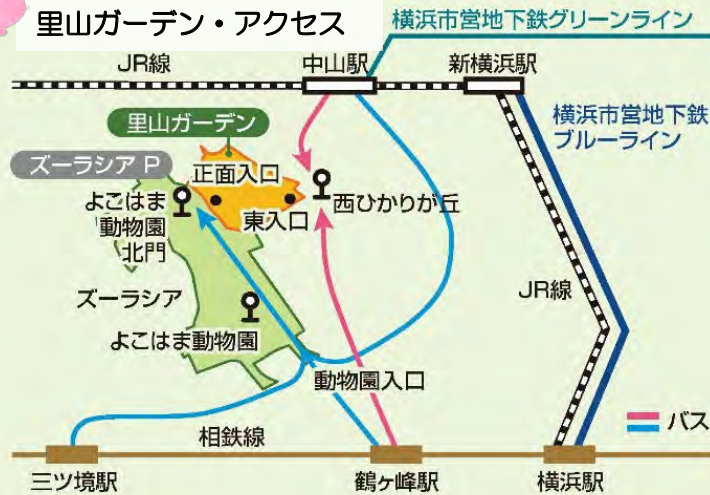 里山ガーデン・アクセス
横浜市営地下鉄グリーンライン
JR線
中山駅
新横浜駅
横浜市営地下鉄
ブルーライン
里山ガーデン
ズーラシア P
正面入口
よこはま
動物園
北門
東入口
西ひかりが丘
ズーラシア
JR線
よこはま動物園
動物園入口
バス
相鉄線
三ツ境駅
鶴ヶ峰駅
横浜駅